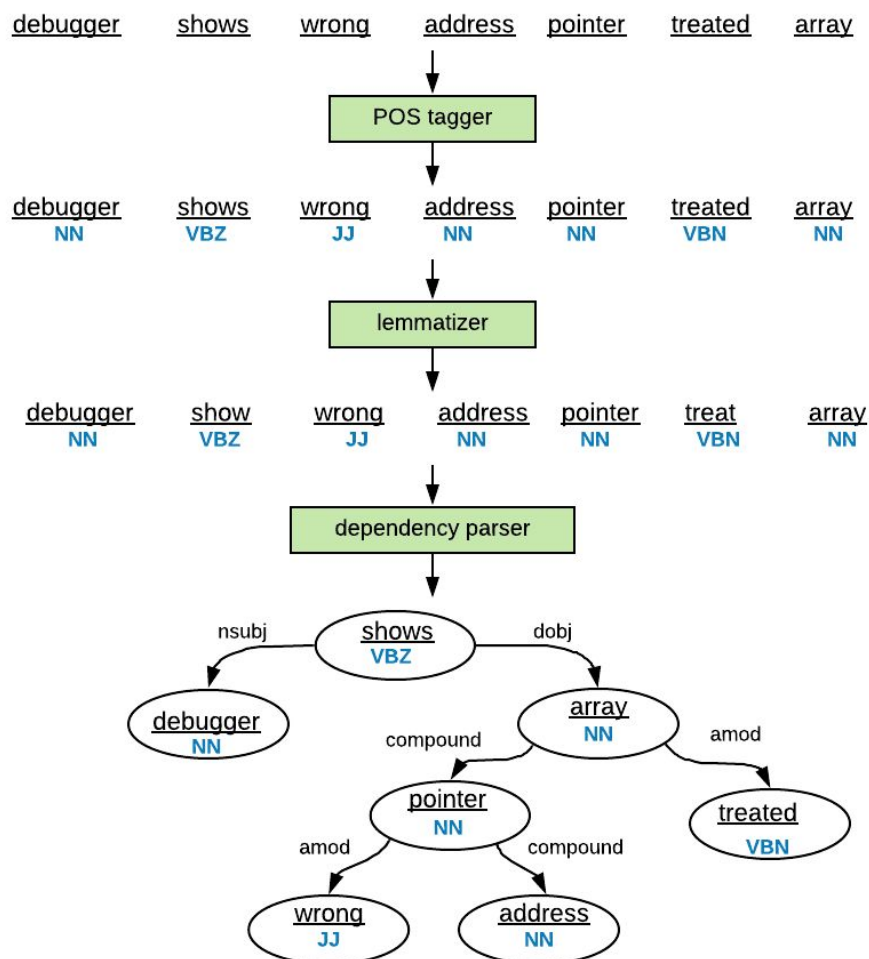 debugger shows wrong address pointer treated array
POS tagger
debugger shows wrong address pointer treated array
NN VBZ JJ NN NN VBN NN
lemmatizer
debugger show wrong address pointer treat array
NN VBZ JJ NN NN VBN NN
dependency parser
nsubj shows dobj
VBZ
debugger array
NN NN
compound amod
pointer treated
NN VBN
amod compound
wrong address
JJ NN